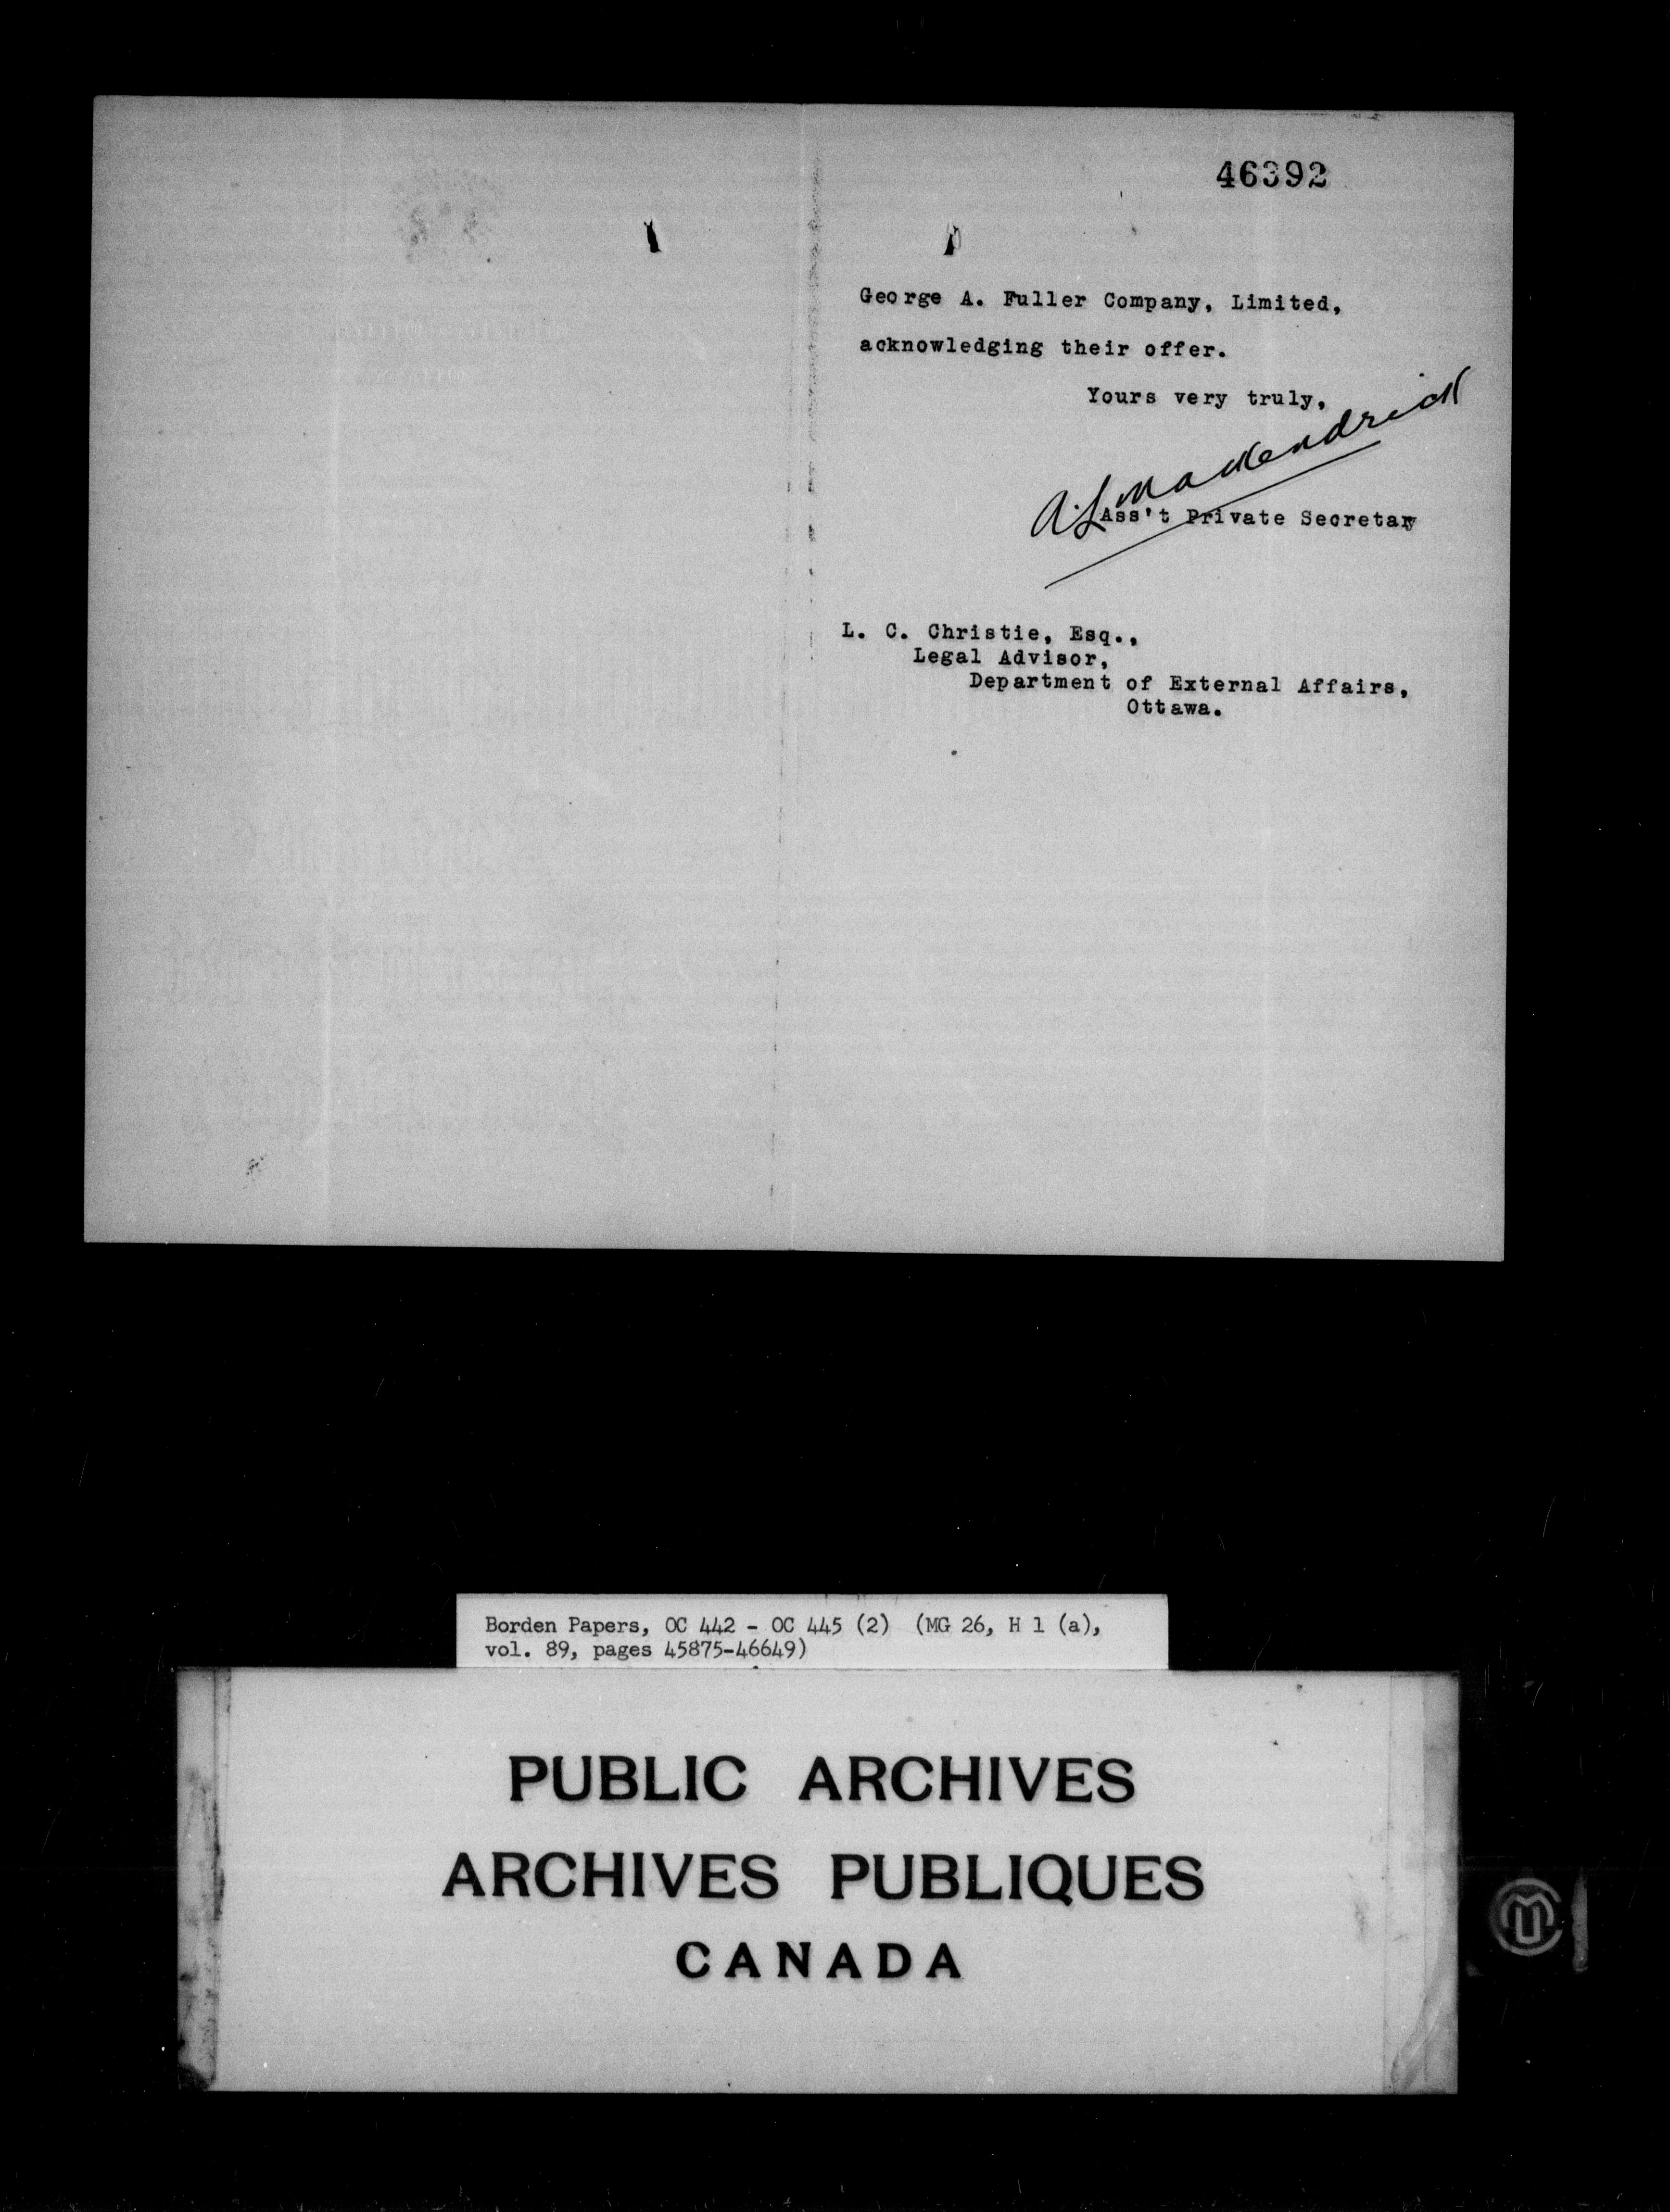 46392
George A. Fuller Company, Limited,
acknowledging their offer.
Yours very truly,
A. L. MacKendrick
Ass't Private Secretary
L. C. Christie, Esq.,
Legal Advisor,
Department of External Affairs,
Ottawa.
Borden Papers, OC 442 - OC 445 (2) (MG 26, H 1 (a),
vol. 89, pages 45875-46649)
PUBLIC ARCHIVES
ARCHIVES PUBLIQUES
CANADA